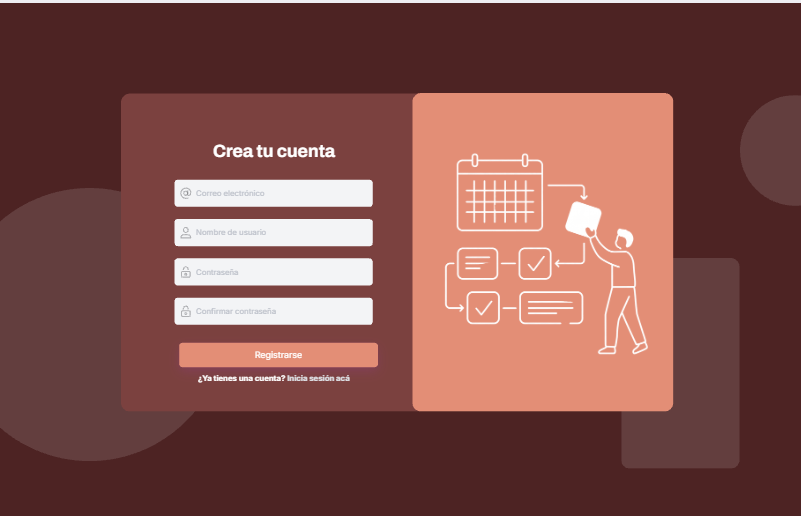 Crea tu cuenta
Correo electrónico
Nombre de usuario
Contraseña
Confirmar contraseña
Registrarse
¿Ya tienes una cuenta? Inicia sesión acá